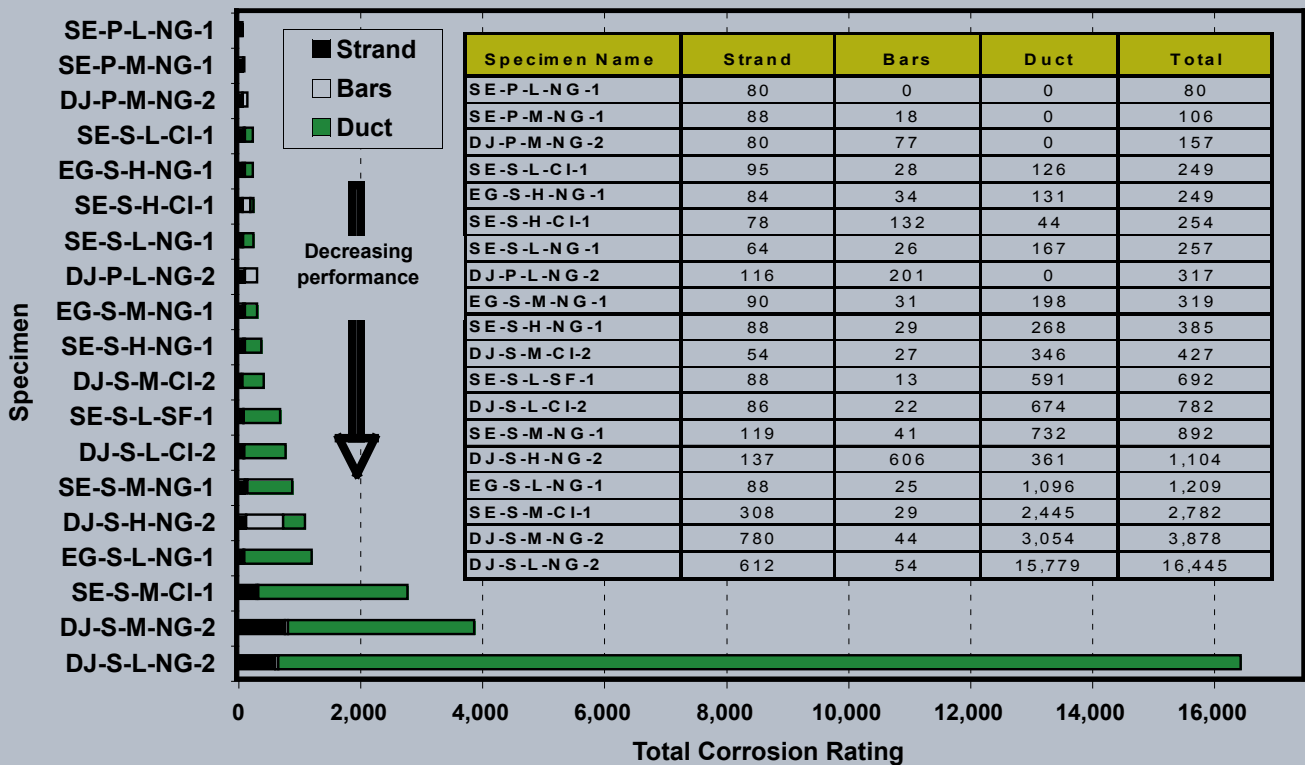 SE-P-L-NG-1
SE-P-M-NG-1
DJ-P-M-NG-2
SE-S-L-CI-1
EG-S-H-NG-1
SE-S-H-CI-1
SE-S-L-NG-1
DJ-P-L-NG-2
EG-S-M-NG-1
SE-S-H-NG-1
DJ-S-M-CI-2
SE-S-L-SF-1
DJ-S-L-CI-2
SE-S-M-NG-1
DJ-S-H-NG-2
EG-S-L-NG-1
SE-S-M-CI-1
DJ-S-M-NG-2
DJ-S-L-NG-2
Specimen
Strand
Bars
Duct
Decreasing
performance
Specimen Name Strand Bars Duct Total
SE-P-L-NG-1 80 0 0 80
SE-P-M-NG-1 88 18 0 106
DJ-P-M-NG-2 80 77 0 157
SE-S-L-CI-1 95 28 126 249
EG-S-H-NG-1 84 34 131 249
SE-S-H-CI-1 78 132 44 254
SE-S-L-NG-1 64 26 167 257
DJ-P-L-NG-2 116 201 0 317
EG-S-M-NG-1 90 31 198 319
SE-S-H-NG-1 88 29 268 385
DJ-S-M-CI-2 54 27 346 427
SE-S-L-SF-1 88 13 591 692
DJ-S-L-CI-2 86 22 674 782
SE-S-M-NG-1 119 41 732 892
DJ-S-H-NG-2 137 606 361 1,104
EG-S-L-NG-1 88 25 1,096 1,209
SE-S-M-CI-1 308 29 2,445 2,782
DJ-S-M-NG-2 780 44 3,054 3,878
DJ-S-L-NG-2 612 54 15,779 16,445
0 2,000 4,000 6,000 8,000 10,000 12,000 14,000 16,000
Total Corrosion Rating